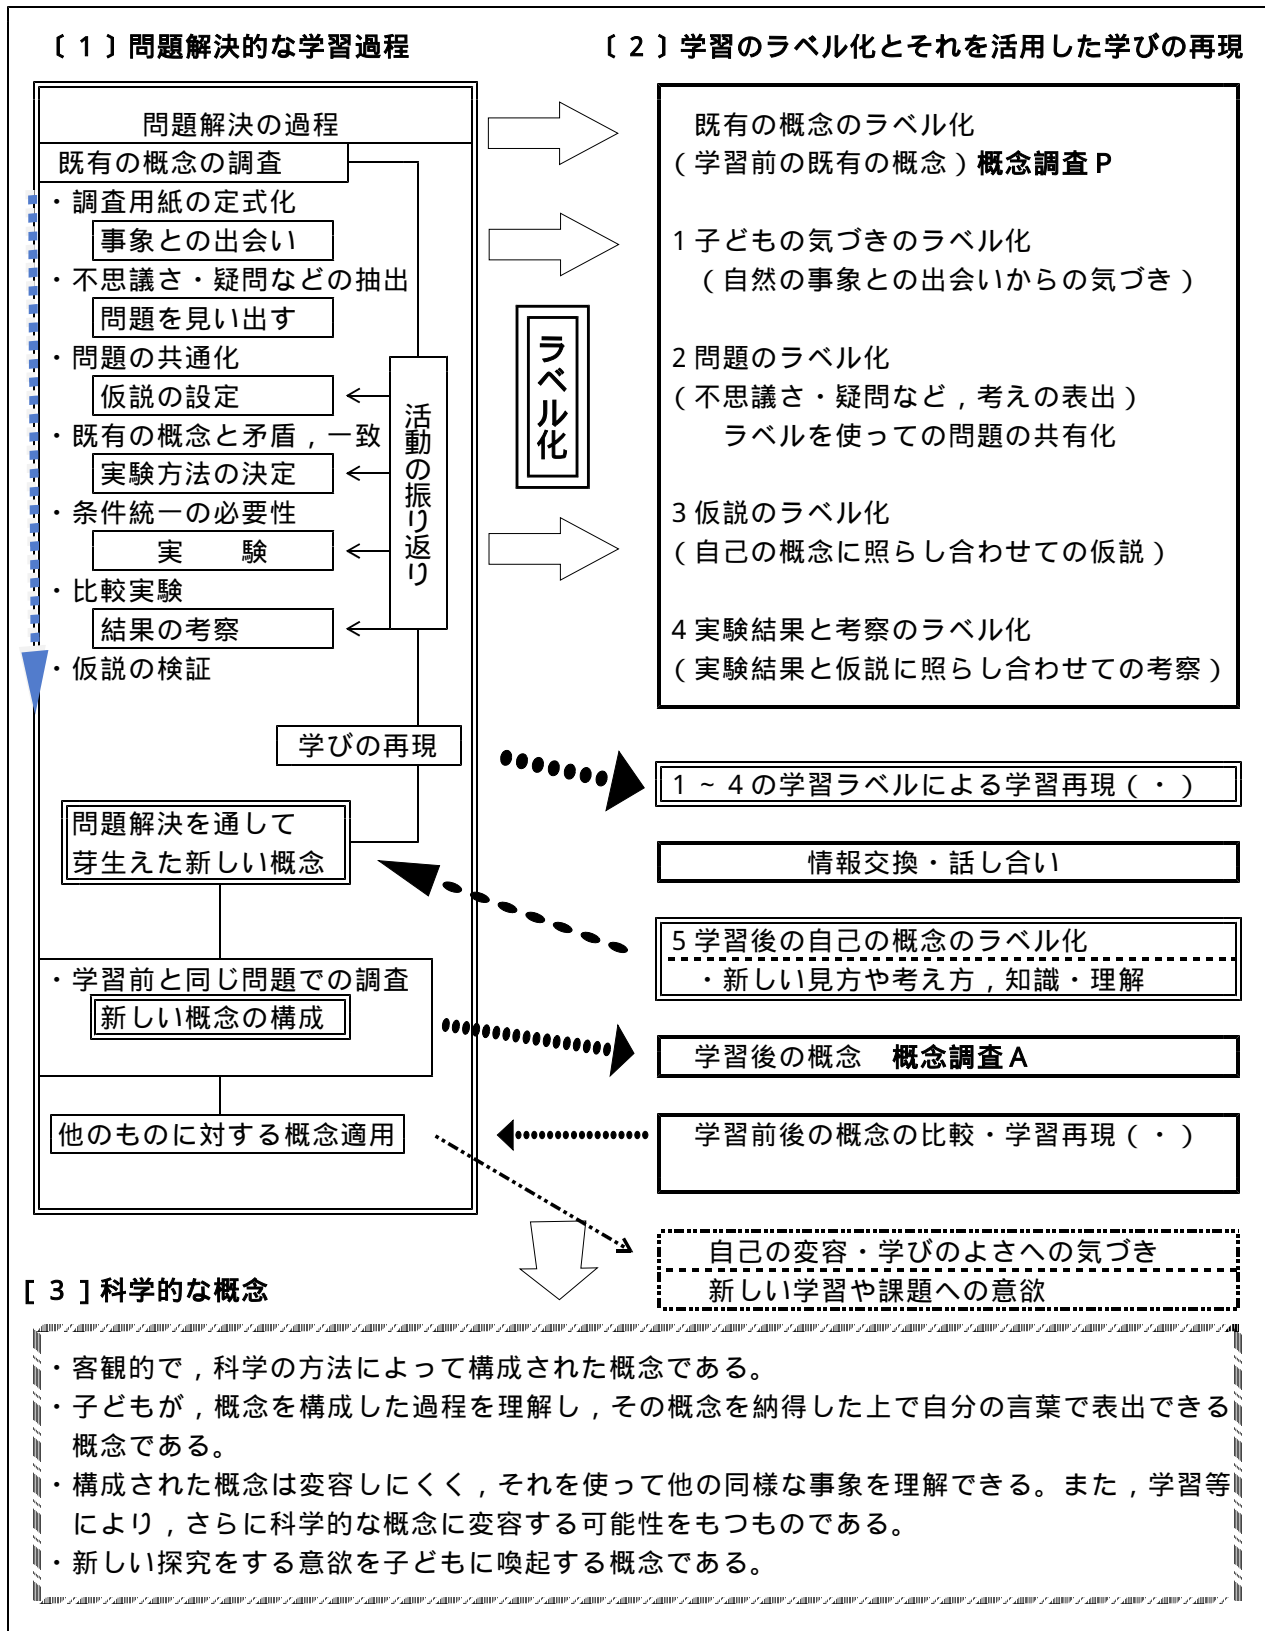 〔１〕問題解決的な学習過程
〔２〕学習のラベル化とそれを活用した学びの再現
問題解決の過程
既有の概念の調査
・調査用紙の定式化
事象との出会い
・不思議さ・疑問などの抽出
問題を見い出す
・問題の共通化
仮説の設定
・既有の概念と矛盾，一致
実験方法の決定
・条件統一の必要性
実　　験
・比較実験
結果の考察
・仮説の検証
活動の振り返り
学びの再現
問題解決を通して
芽生えた新しい概念
・学習前と同じ問題での調査
新しい概念の構成
他のものに対する概念適用
ラベル化
既有の概念のラベル化
（学習前の既有の概念）概念調査Ｐ
1 子どもの気づきのラベル化
（自然の事象との出会いからの気づき）
2 問題のラベル化
（不思議さ・疑問など，考えの表出）
ラベルを使っての問題の共有化
3 仮説のラベル化
（自己の概念に照らし合わせての仮説）
4 実験結果と考察のラベル化
（実験結果と仮説に照らし合わせての考察）
1 ~ 4 の学習ラベルによる学習再現（・）
情報交換・話し合い
5 学習後の自己の概念のラベル化
・新しい見方や考え方，知識・理解
学習後の概念　概念調査Ａ
学習前後の概念の比較・学習再現（・）
自己の変容・学びのよさへの気づき
新しい学習や課題への意欲
[３]科学的な概念
・客観的で，科学の方法によって構成された概念である。
・子どもが，概念を構成した過程を理解し，その概念を納得した上で自分の言葉で表出できる
概念である。
・構成された概念は変容しにくく，それを使って他の同様な事象を理解できる。また，学習等
により，さらに科学的な概念に変容する可能性をもつものである。
・新しい探究をする意欲を子どもに喚起する概念である。